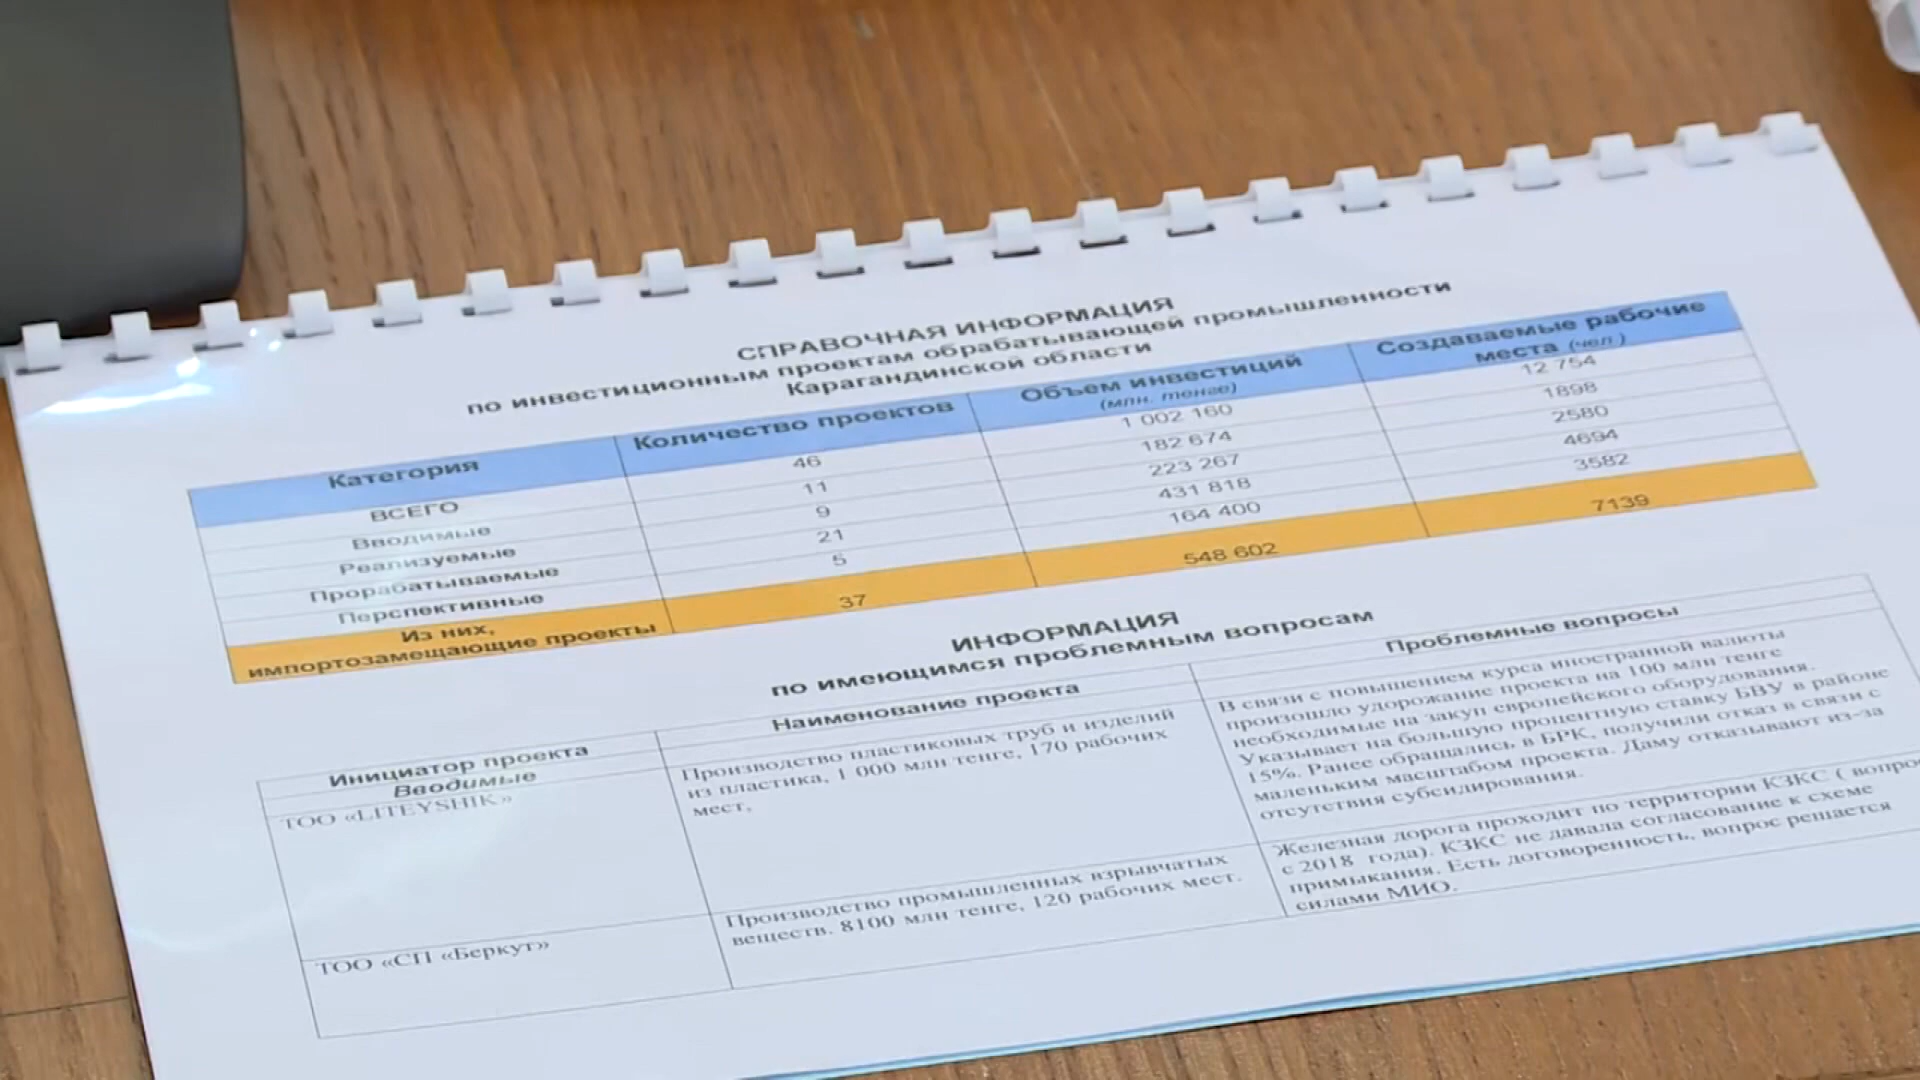 СПРАВОЧНАЯ ИНФОРМАЦИЯ
по инвестиционным проектам обрабатывающей промышленности
Карагандинской области
Категория Количество проектов Объем инвестиций (млн. тенге) Создаваемые рабочие места (чел.)
ВСЕГО 46 1 002 160 12 754
Вводимые 11 182 674 1898
Реализуемые 9 223 267 2580
Прорабатываемые 21 431 818 4694
Перспективные 5 164 400 3582
Из них,
импортозамещающие проекты 37 548 602 7139
ИНФОРМАЦИЯ
по имеющимся проблемным вопросам
Инициатор проекта Наименование проекта Проблемные вопросы
Вводимые
ТОО «LITEYSHIK»
Производство пластиковых труб и изделий
из пластика, 1 000 млн тенге, 170 рабочих
мест.
В связи с повышением курса иностранной валюты
произошло удорожание проекта на 100 млн тенге
необходимые на закуп европейского оборудования.
Указывает на большую процентную ставку БВУ в районе
15%. Ранее обращались в БРК, получили отказ в связи с
маленьким масштабом проекта. Даму отказывают из-за
отсутствия субсидирования.
ТОО «СП «Беркут»
Производство промышленных взрывчатых
веществ. 8100 млн тенге, 120 рабочих мест.
Железная дорога проходит по территории КЗКС ( вопрос
с 2018 года). КЗКС не давала согласование к схеме
примыкания. Есть договоренность, вопрос решается
силами МИО.